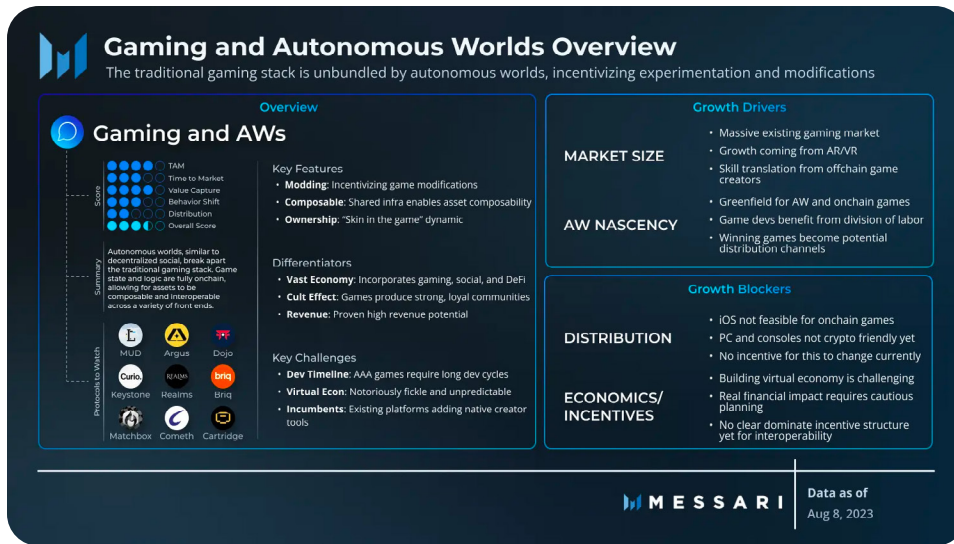 Gaming and Autonomous Worlds Overview
The traditional gaming stack is unbundled by autonomous worlds, incentivizing experimentation and modifications
Overview
Gaming and AWs
Score
TAM
Time to Market
Value Capture
Behavior Shift
Distribution
Overall Score
Summary
Autonomous worlds, similar to
decentralized social, break apart
the traditional gaming stack. Game
state and logic are fully onchain,
allowing for assets to be
composable and interoperable
across a variety of front ends.
Protocols to Watch
MUD
Argus
Dojo
Curio.
Keystone
REALMS
Realms
briq
Briq
Matchbox
Cometh
Cartridge
Key Features
• Modding: Incentivizing game modifications
• Composable: Shared infra enables asset composability
• Ownership: “Skin in the game” dynamic
Differentiators
• Vast Economy: Incorporates gaming, social, and DeFi
• Cult Effect: Games produce strong, loyal communities
• Revenue: Proven high revenue potential
Key Challenges
• Dev Timeline: AAA games require long dev cycles
• Virtual Econ: Notoriously fickle and unpredictable
• Incumbents: Existing platforms adding native creator
tools
Growth Drivers
MARKET SIZE
• Massive existing gaming market
• Growth coming from AR/VR
• Skill translation from offchain game
creators
AW NASCENCY
• Greenfield for AW and onchain games
• Game devs benefit from division of labor
• Winning games become potential
distribution channels
Growth Blockers
DISTRIBUTION
• iOS not feasible for onchain games
• PC and consoles not crypto friendly yet
• No incentive for this to change currently
ECONOMICS/
INCENTIVES
• Building virtual economy is challenging
• Real financial impact requires cautious
planning
• No clear dominate incentive structure
yet for interoperability
MESSARI
Data as of
Aug 8, 2023